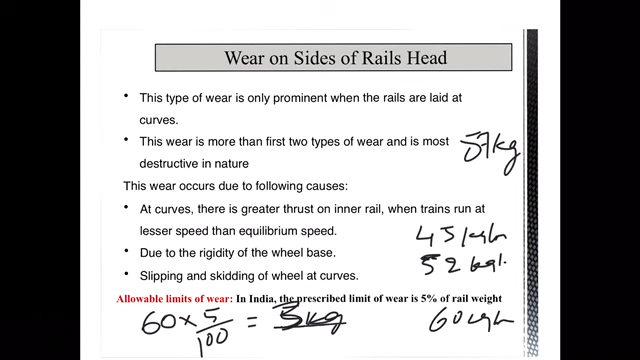 Wear on Sides of Rails Head
• This type of wear is only prominent when the rails are laid at
curves.
• This wear is more than first two types of wear and is most
destructive in nature
57kg
This wear occurs due to following causes:
• At curves, there is greater thrust on inner rail, when trains run at
lesser speed than equilibrium speed.
• Due to the rigidity of the wheel base.
• Slipping and skidding of wheel at curves.
Allowable limits of wear: In India, the prescribed limit of wear is 5% of rail weight
60 × 5/100 = 3kg